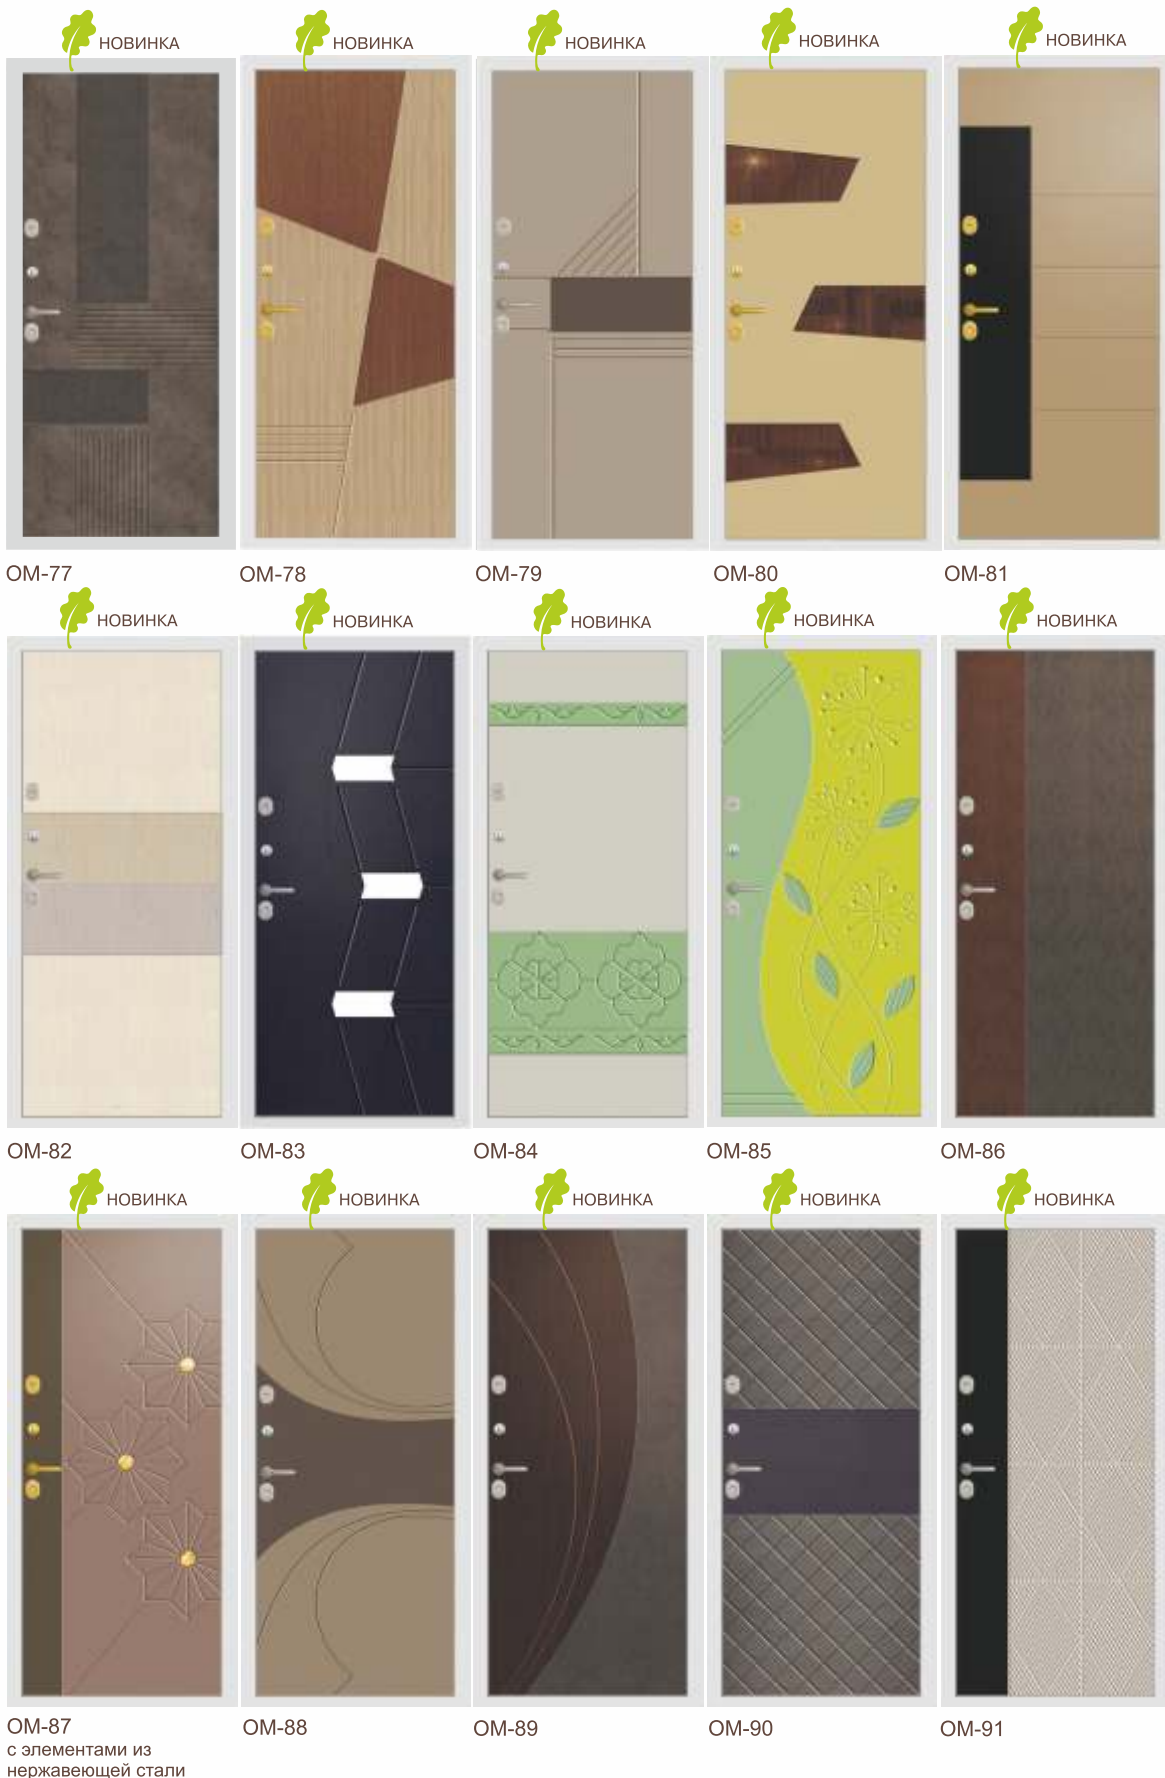 НОВИНКА
НОВИНКА
НОВИНКА
НОВИНКА
НОВИНКА
ОМ-77
ОМ-78
ОМ-79
ОМ-80
ОМ-81
НОВИНКА
НОВИНКА
НОВИНКА
НОВИНКА
НОВИНКА
ОМ-82
ОМ-83
ОМ-84
ОМ-85
ОМ-86
НОВИНКА
НОВИНКА
НОВИНКА
НОВИНКА
НОВИНКА
ОМ-87
с элементами из
нержавеющей стали
ОМ-88
ОМ-89
ОМ-90
ОМ-91